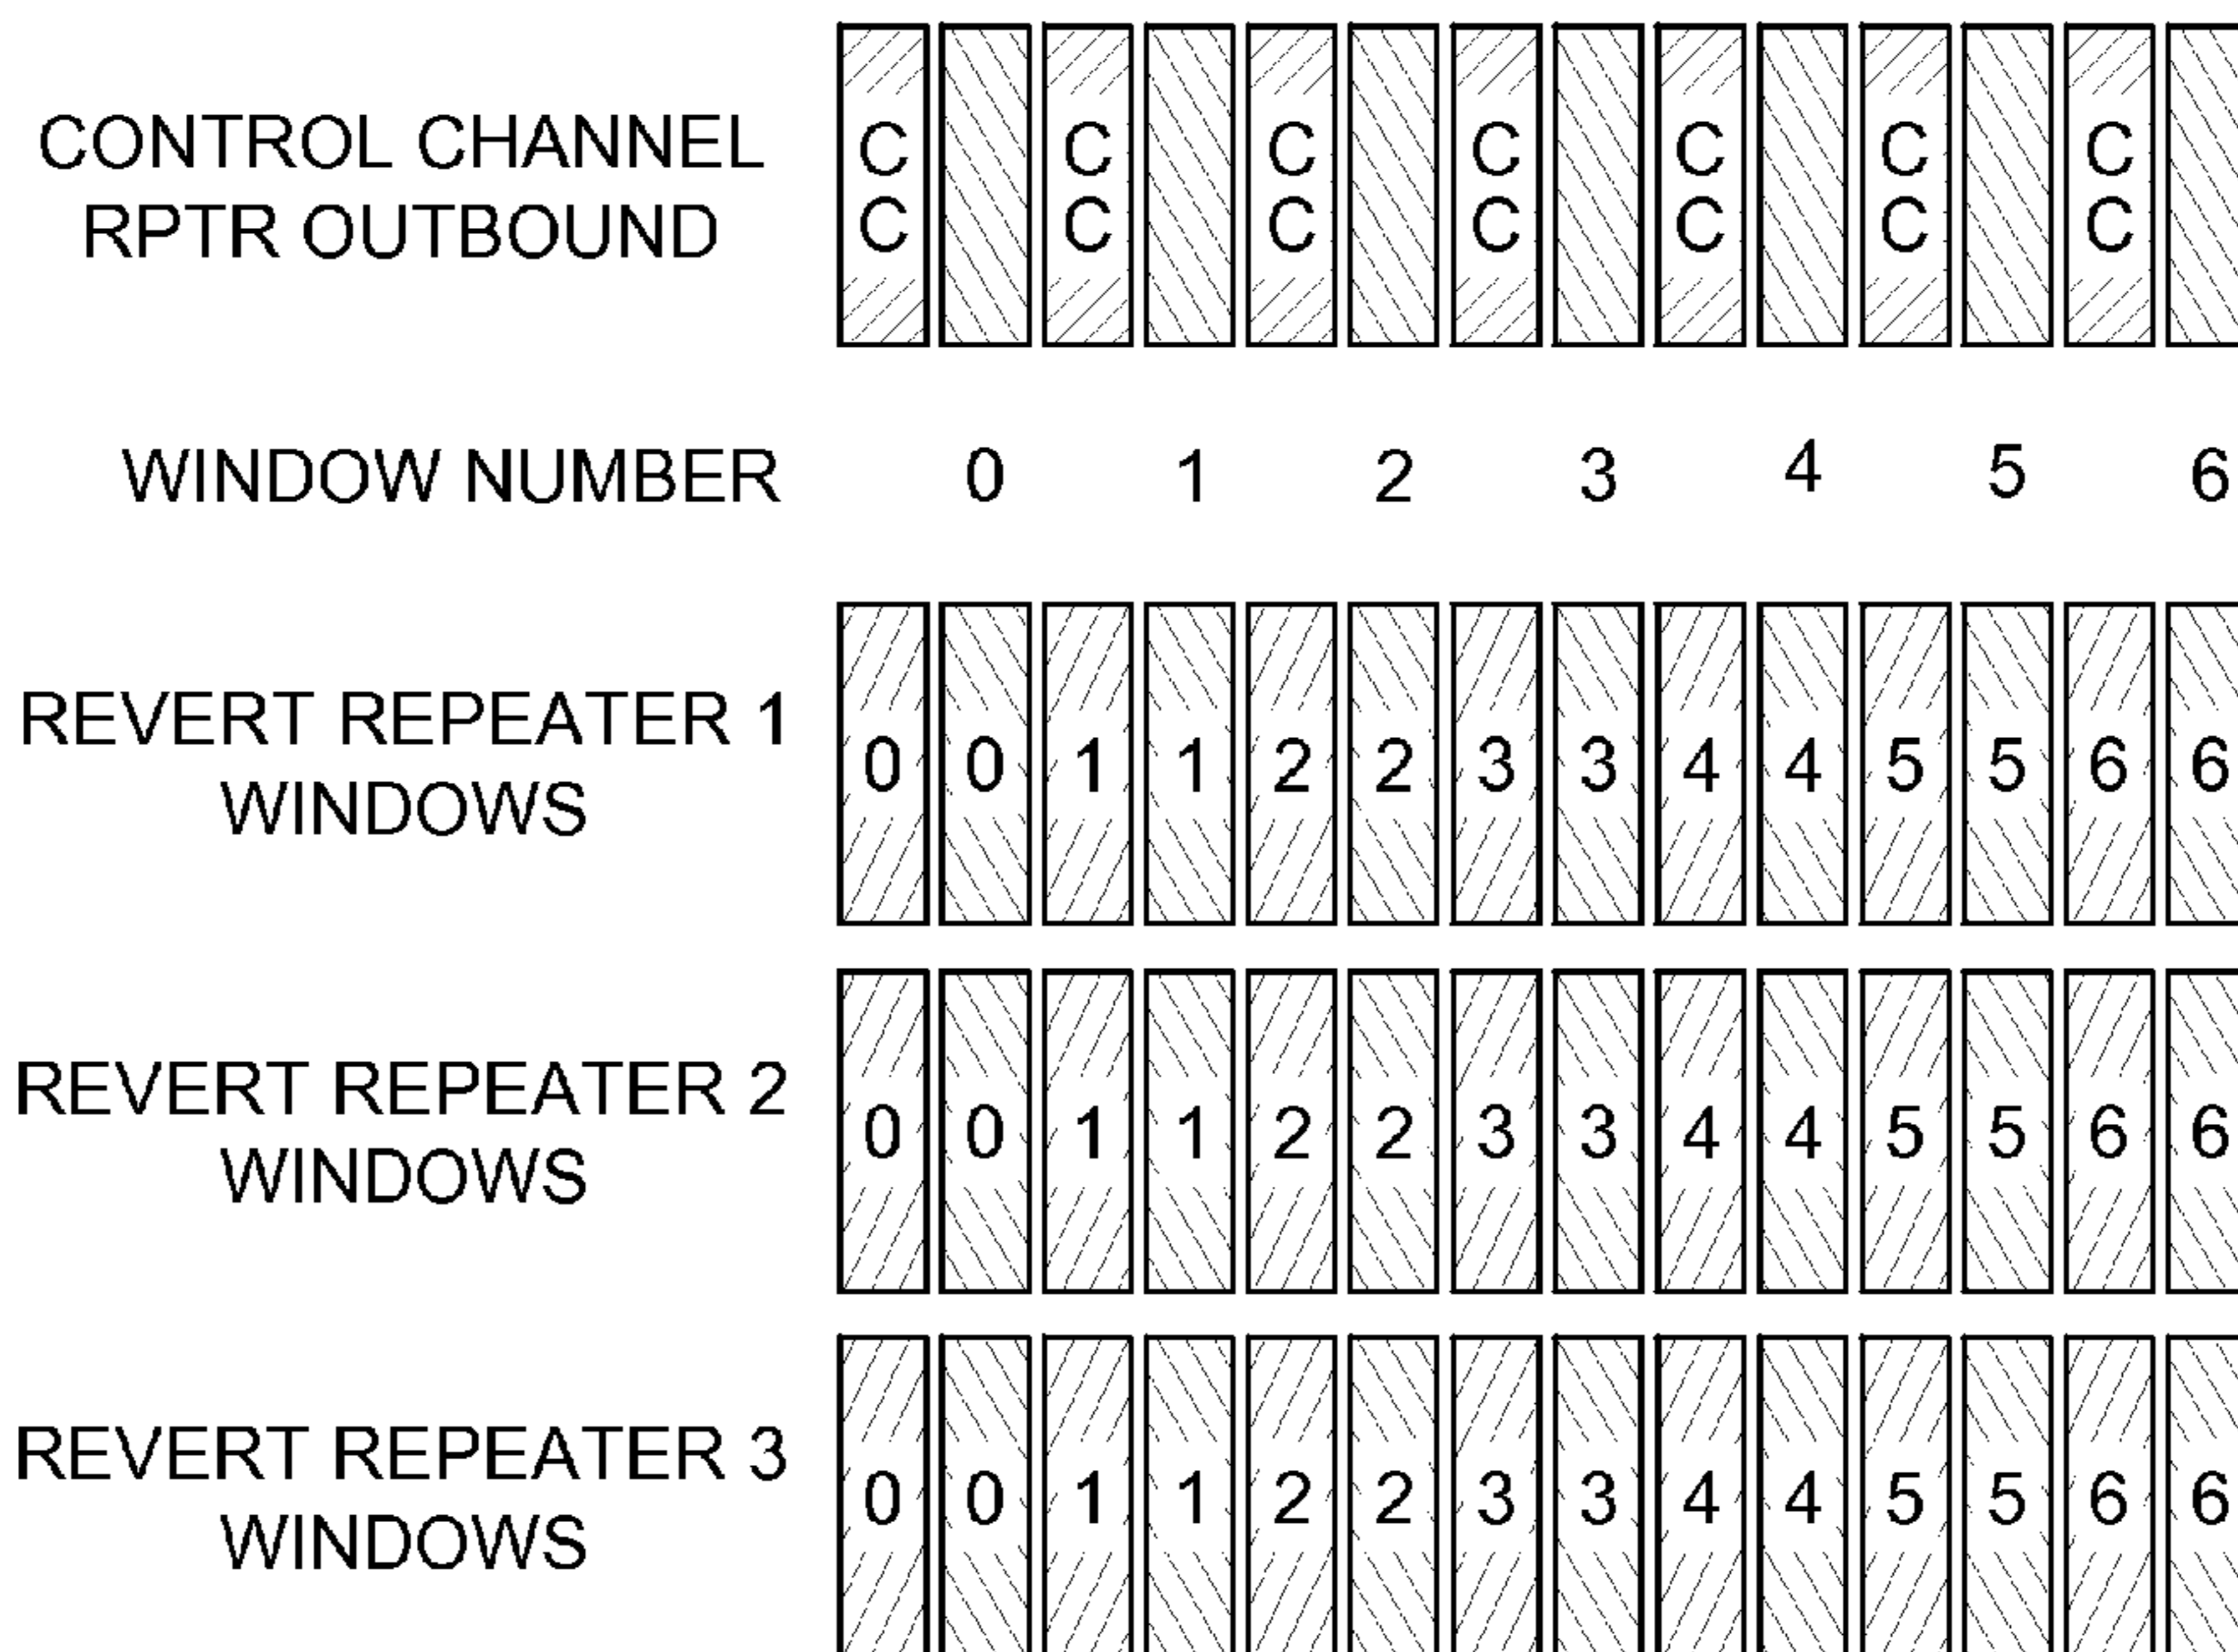 CONTROL CHANNEL
RPTR OUTBOUND
C C C C C C C
C C C C C C C
WINDOW NUMBER 0 1 2 3 4 5 6
REVERT REPEATER 1
WINDOWS
0 0 1 1 2 2 3 3 4 4 5 5 6 6
REVERT REPEATER 2
WINDOWS
0 0 1 1 2 2 3 3 4 4 5 5 6 6
REVERT REPEATER 3
WINDOWS
0 0 1 1 2 2 3 3 4 4 5 5 6 6